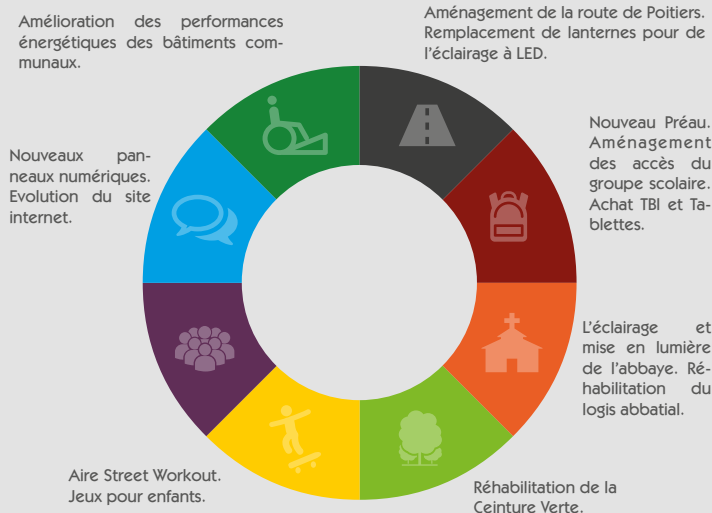 Amélioration des performances
énergétiques des bâtiments com-
munaux.
Aménagement de la route de Poitiers.
Remplacement de lanternes pour de
l'éclairage à LED.
Nouveau Préau.
Aménagement
des accès du
groupe scolaire.
Achat TBI et Ta-
blettes.
Nouveaux pan-
neaux numériques.
Evolution du site
internet.
L'éclairage et
mise en lumière
de l'abbaye. Ré-
habilitation du
logis abbatial.
Aire Street Workout.
Jeux pour enfants.
Réhabilitation de la
Ceinture Verte.